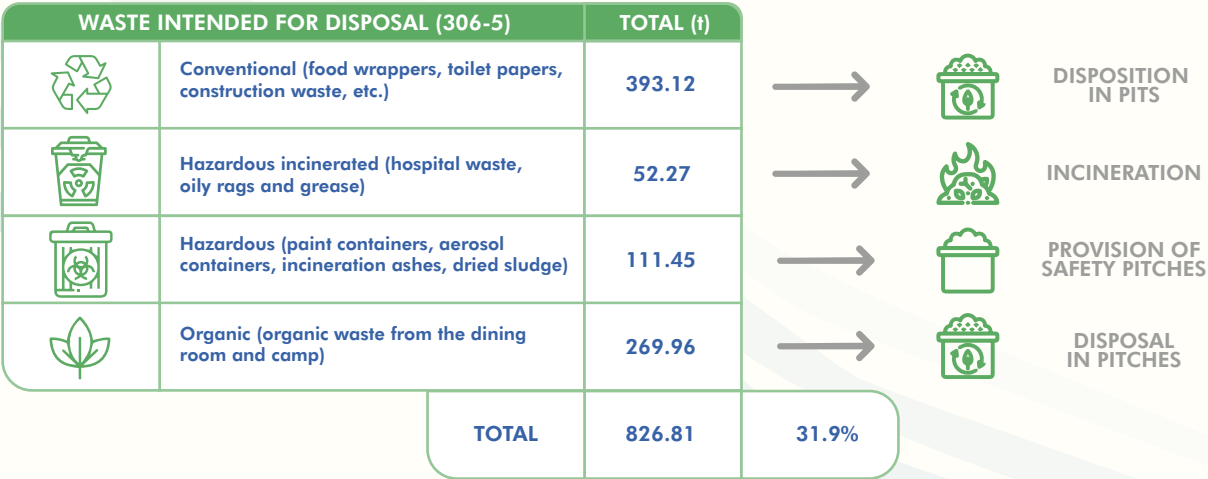 WASTE INTENDED FOR DISPOSAL (306-5) TOTAL (t)
Conventional (food wrappers, toilet papers,
construction waste, etc.)
393.12
DISPOSITION
IN PITS
Hazardous incinerated (hospital waste,
oily rags and grease)
52.27
INCINERATION
Hazardous (paint containers, aerosol
containers, incineration ashes, dried sludge)
111.45
PROVISION OF
SAFETY PITCHES
Organic (organic waste from the dining
room and camp)
269.96
DISPOSAL
IN PITCHES
TOTAL 826.81 31.9%